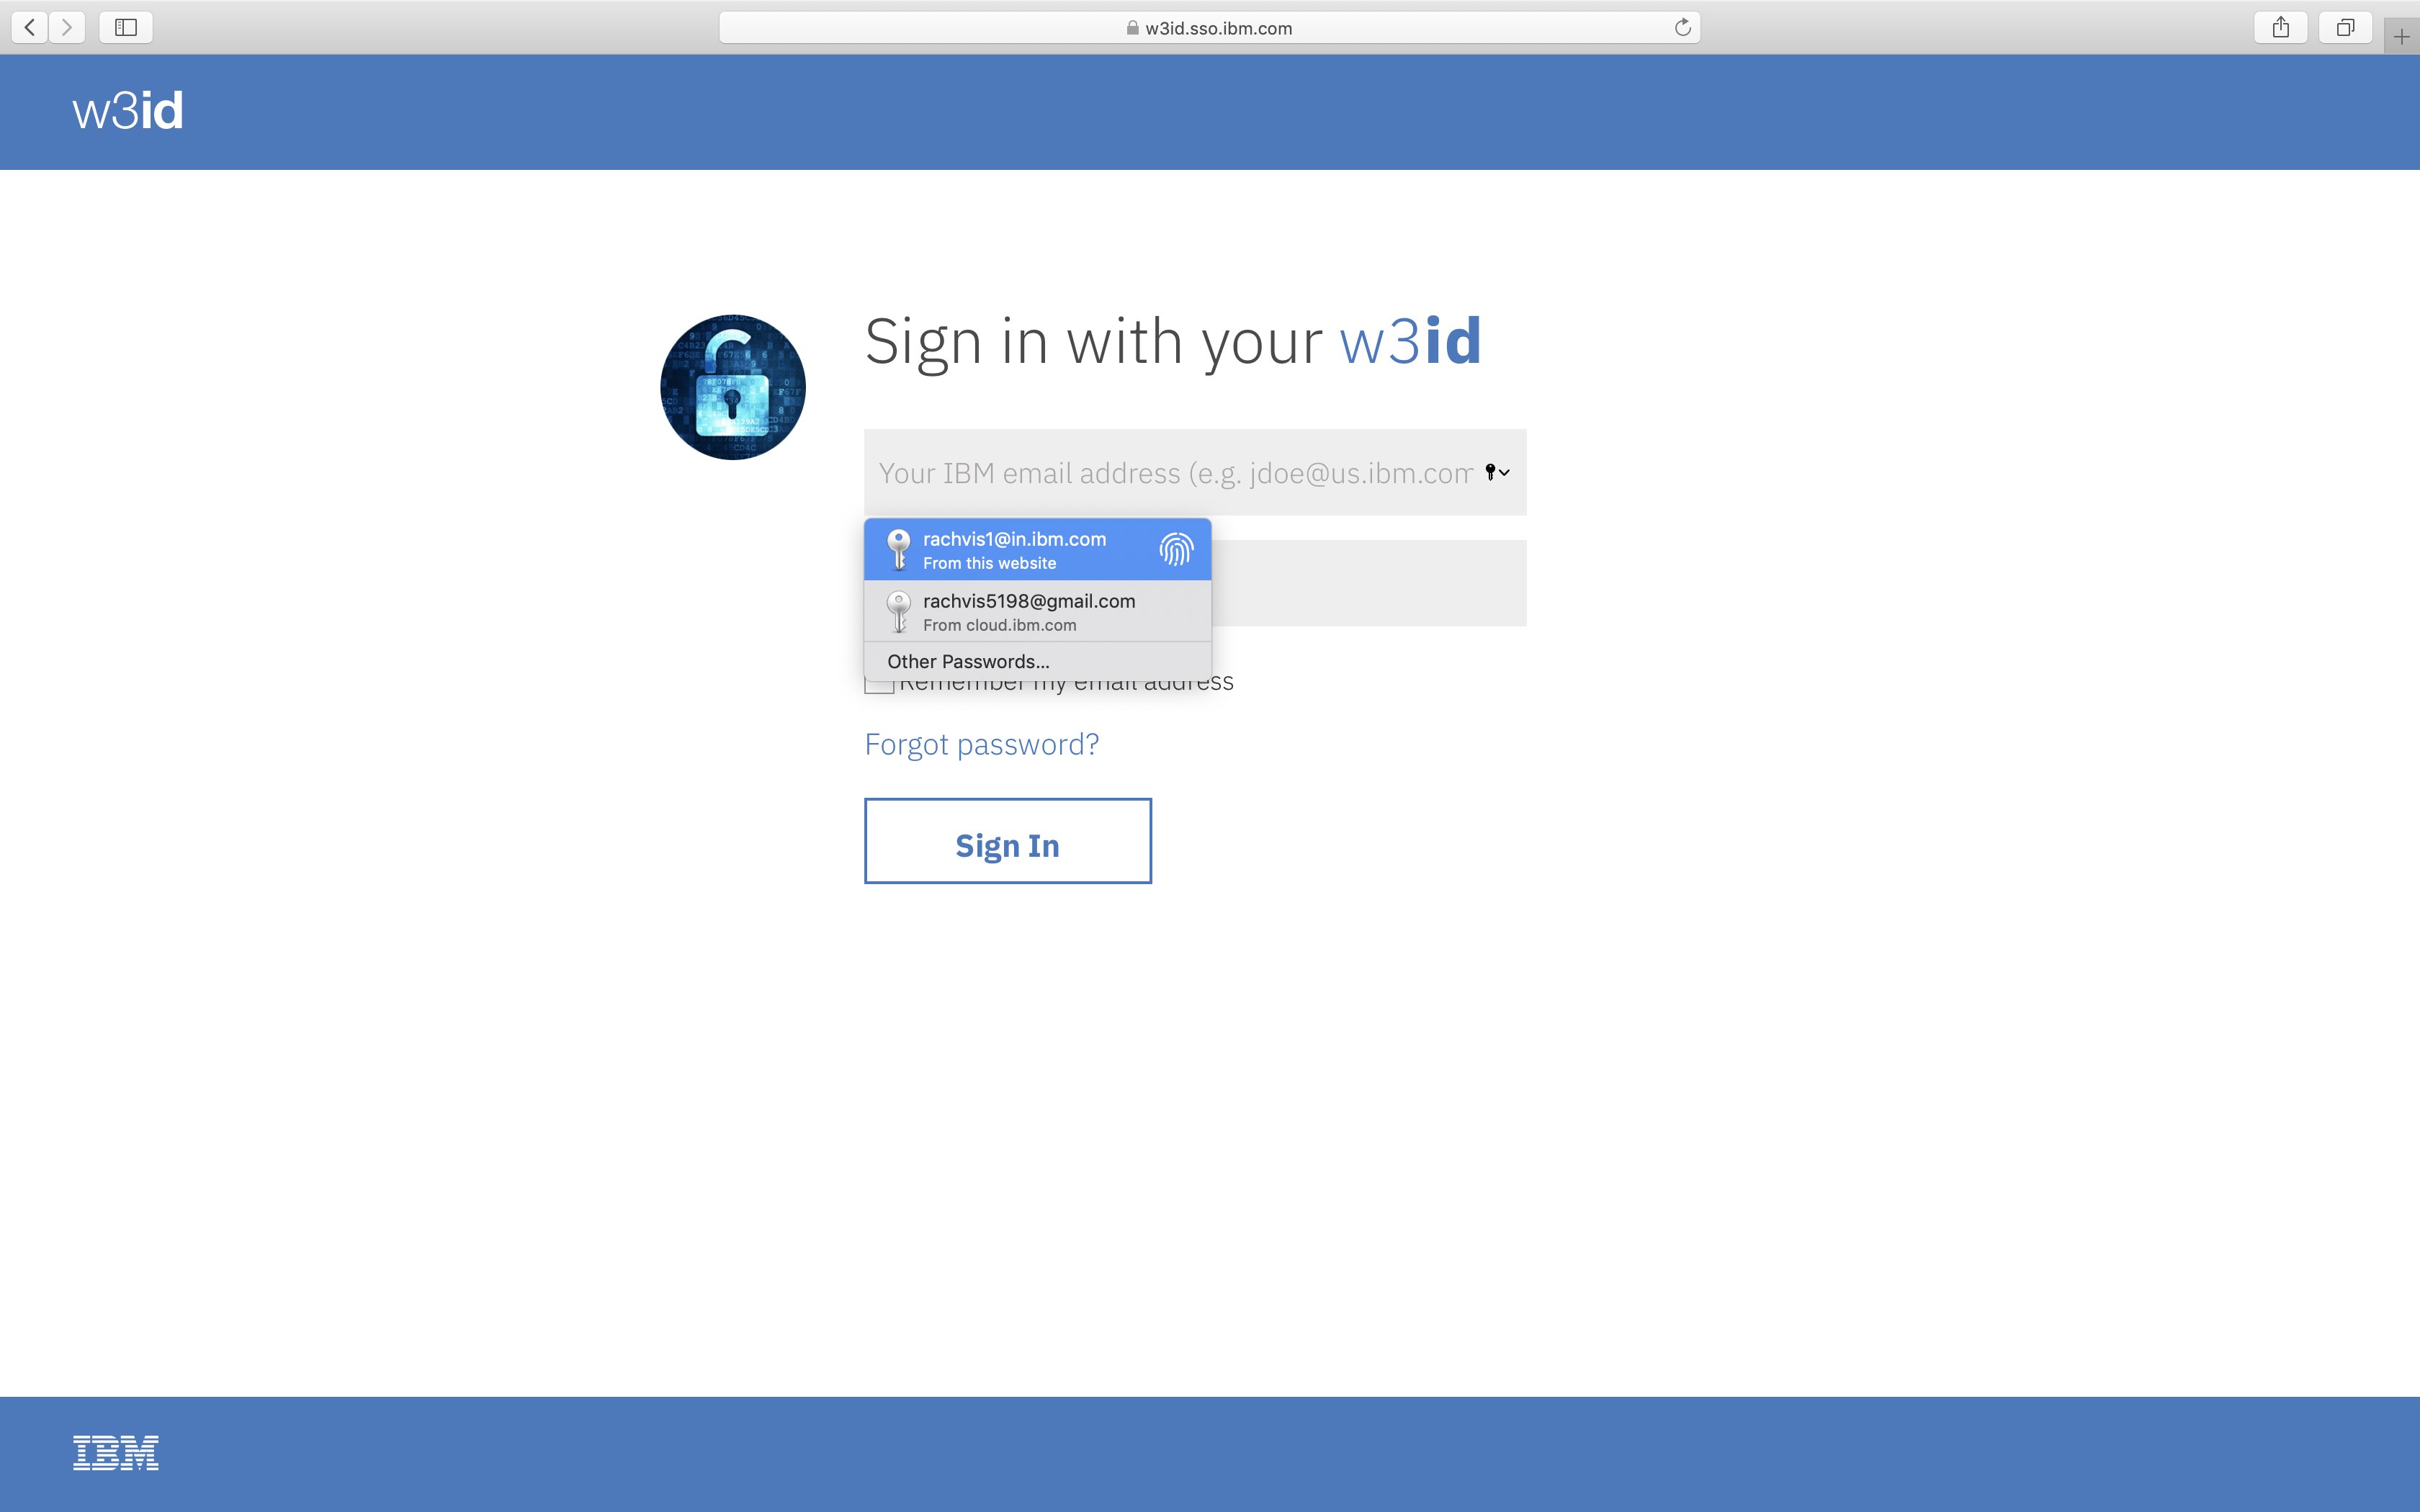 w3id.sso.ibm.com
w3id
Sign in with your w3id
Your IBM email address (e.g. jdoe@us.ibm.com
rachvis1@in.ibm.com
From this website
rachvis5198@gmail.com
From cloud.ibm.com
Other Passwords...
Remember my email address
Forgot password?
Sign In
IBM